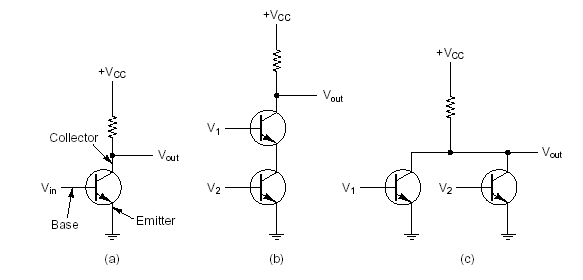 +VCC
Collector
Vout
Vin
Base
Emitter
(a)
+VCC
Vout
V1
V2
(b)
+VCC
Vout
V1
V2
(c)